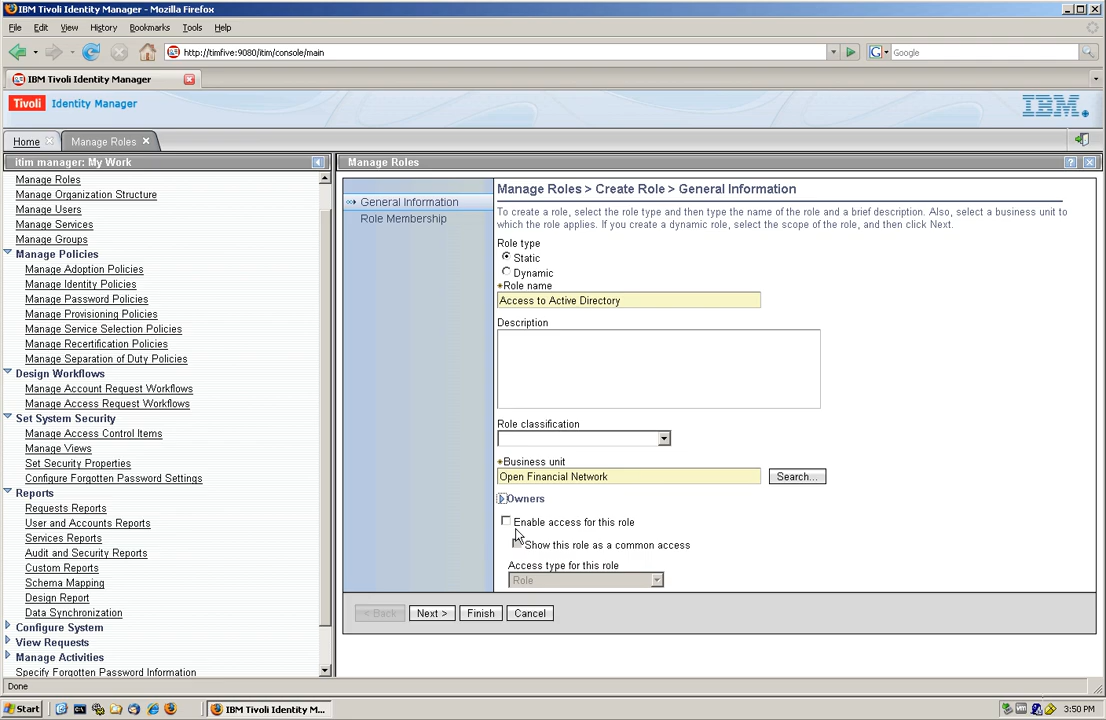 IBM Tivoli Identity Manager - Mozilla Firefox
File Edit View History Bookmarks Tools Help
http://timfive:9080/itim/console/main
G Google
IBM Tivoli Identity Manager
Tivoli Identity Manager
IBM.
Home Manage Roles
itim manager: My Work
Manage Roles
Manage Organization Structure
Manage Users
Manage Services
Manage Groups
Manage Policies
Manage Adoption Policies
Manage Identity Policies
Manage Password Policies
Manage Provisioning Policies
Manage Service Selection Policies
Manage Recertification Policies
Manage Separation of Duty Policies
Design Workflows
Manage Account Request Workflows
Manage Access Request Workflows
Set System Security
Manage Access Control Items
Manage Views
Set Security Properties
Configure Forgotten Password Settings
Reports
Requests Reports
User and Accounts Reports
Services Reports
Audit and Security Reports
Custom Reports
Schema Mapping
Design Report
Data Synchronization
Configure System
View Requests
Manage Activities
Specify Forgotten Password Information
Manage Roles
?
General Information
Role Membership
Manage Roles > Create Role > General Information
To create a role, select the role type and then type the name of the role and a brief description. Also, select a business unit to
which the role applies. If you create a dynamic role, select the scope of the role, and then click Next.
Role type
Static
Dynamic
*Role name
Access to Active Directory
Description
Role classification
*Business unit
Open Financial Network
Search...
Owners
Enable access for this role
Show this role as a common access
Access type for this role
Role
< Back Next > Finish Cancel
Done
Start
IBM Tivoli Identity M...
3:50 PM